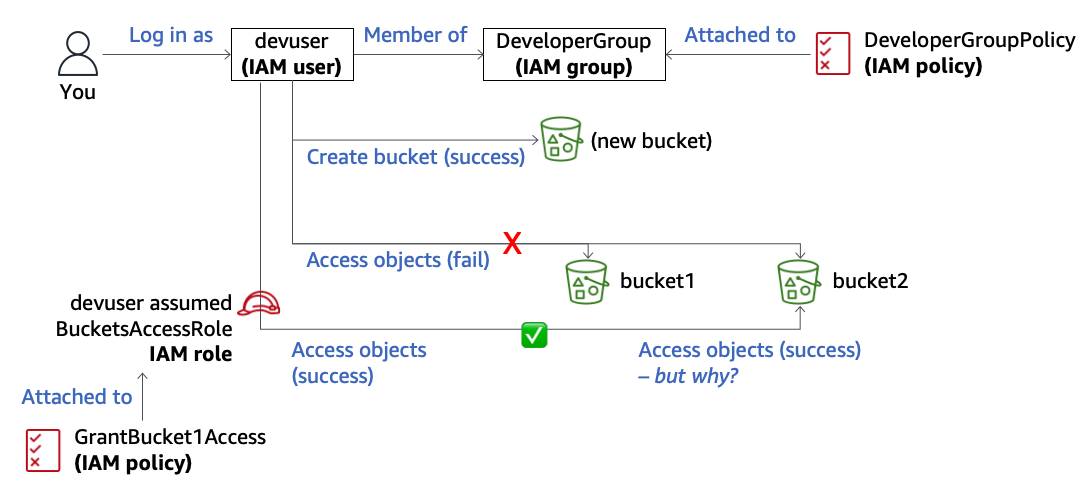 You
Log in as
devuser
(IAM user)
Member of
DeveloperGroup
(IAM group)
Attached to
DeveloperGroupPolicy
(IAM policy)
Create bucket (success)
(new bucket)
X
Access objects (fail)
bucket1
bucket2
devuser assumed
BucketsAccessRole
IAM role
Access objects
(success)
Access objects (success)
– but why?
Attached to
GrantBucket1Access
(IAM policy)